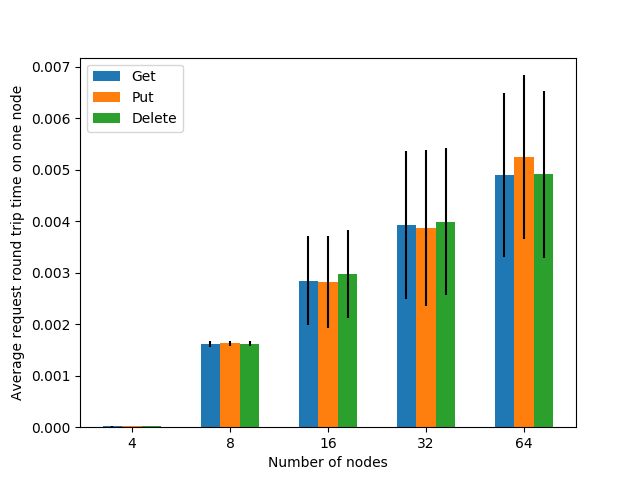 0.007
0.006
0.005
0.004
0.003
0.002
0.001
0.000
Average request round trip time on one node
Get
Put
Delete
4 8 16 32 64
Number of nodes